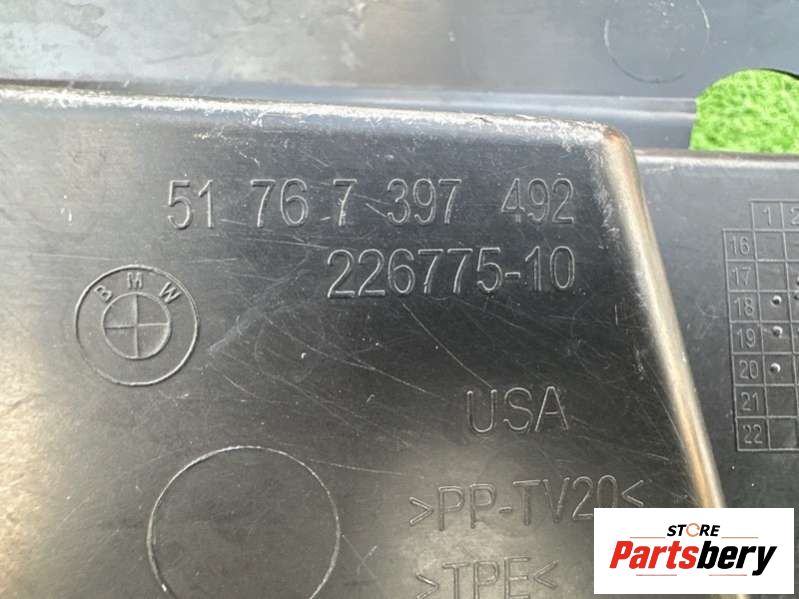 51 76 7 397 492
226775-10
BMW
USA
>PP-TV20<
>TPE<
1 2
16
17
18
19
20
21
22
STORE
Partsbery